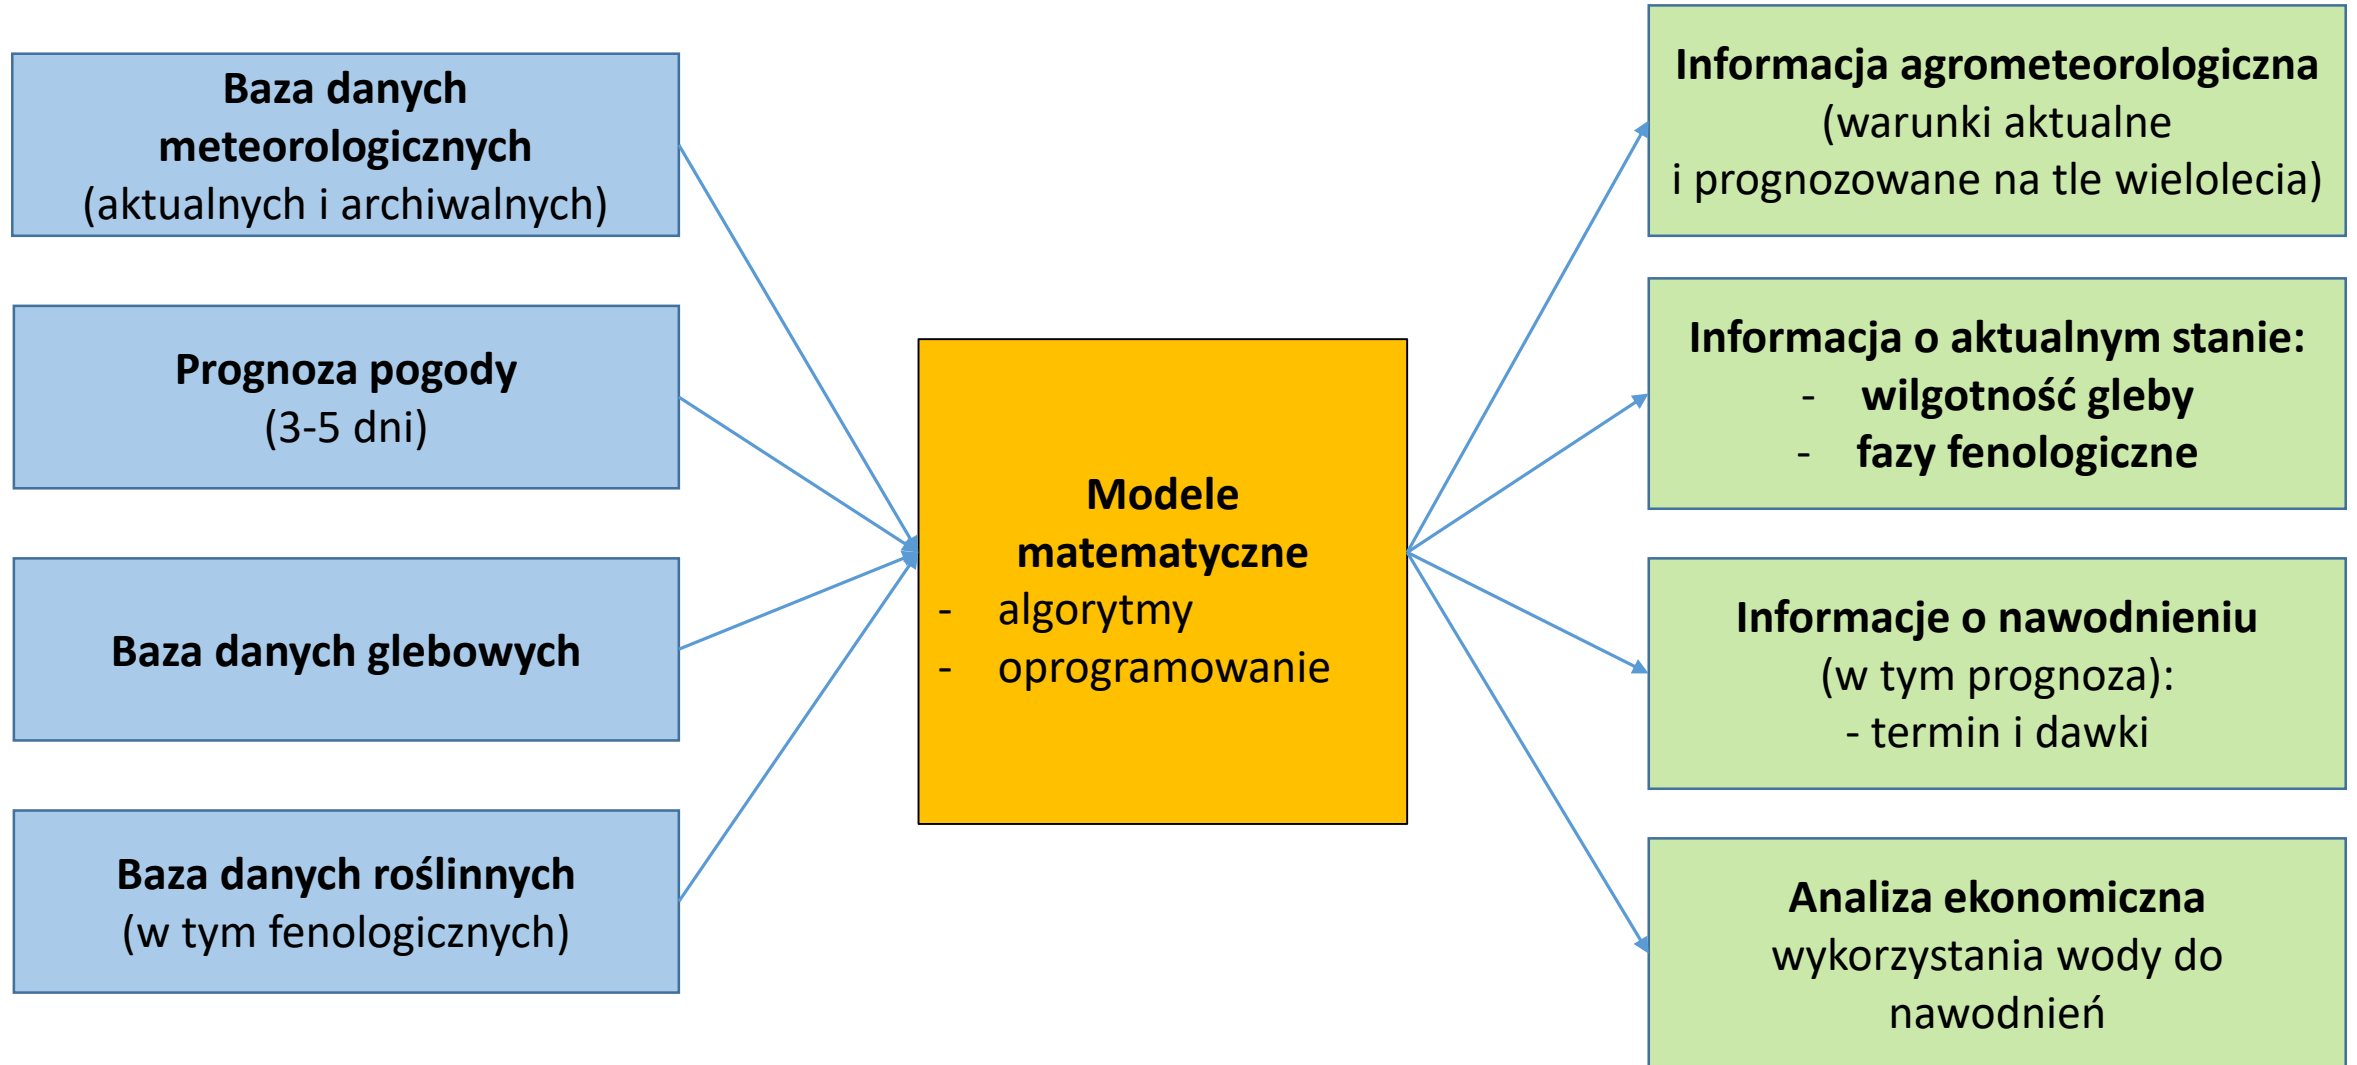 Baza danych
meteorologicznych
(aktualnych i archiwalnych)
Prognoza pogody
(3-5 dni)
Baza danych glebowych
Baza danych roślinnych
(w tym fenologicznych)
Modele
matematyczne
- algorytmy
- oprogramowanie
Informacja agrometeorologiczna
(warunki aktualne
i prognozowane na tle wielolecia)
Informacja o aktualnym stanie:
- wilgotność gleby
- fazy fenologiczne
Informacje o nawodnieniu
(w tym prognoza):
- termin i dawki
Analiza ekonomiczna
wykorzystania wody do
nawodnień